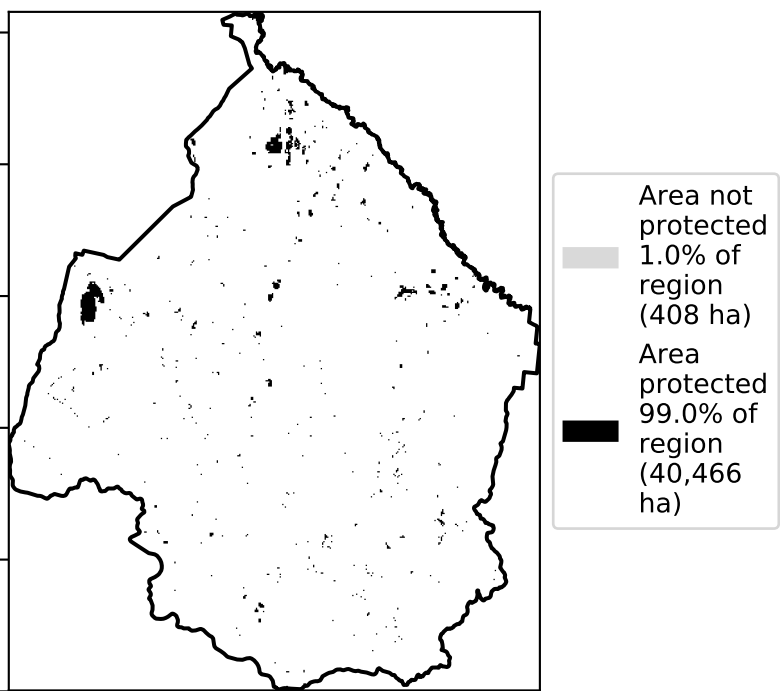 Area not
protected
1.0% of
region
(408 ha)
Area
protected
99.0% of
region
(40,466
ha)